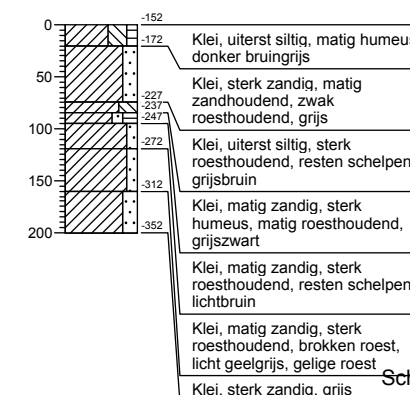 0
50
100
150
200
-152
-172
-227
-237
-247
-272
-312
-352
Klei, uiterst siltig, matig humeus
donker bruingrijs
Klei, sterk zandig, matig
zandhoudend, zwak
roesthoudend, grijs
Klei, uiterst siltig, sterk
roesthoudend, resten schelpen
grijsbruin
Klei, matig zandig, sterk
humeus, matig roesthoudend,
grijszwart
Klei, matig zandig, sterk
roesthoudend, resten schelpen
lichtbruin
Klei, matig zandig, sterk
roesthoudend, brokken roest,
licht geelgrijs, gelige roest
Klei, sterk zandig, grijs
Sch